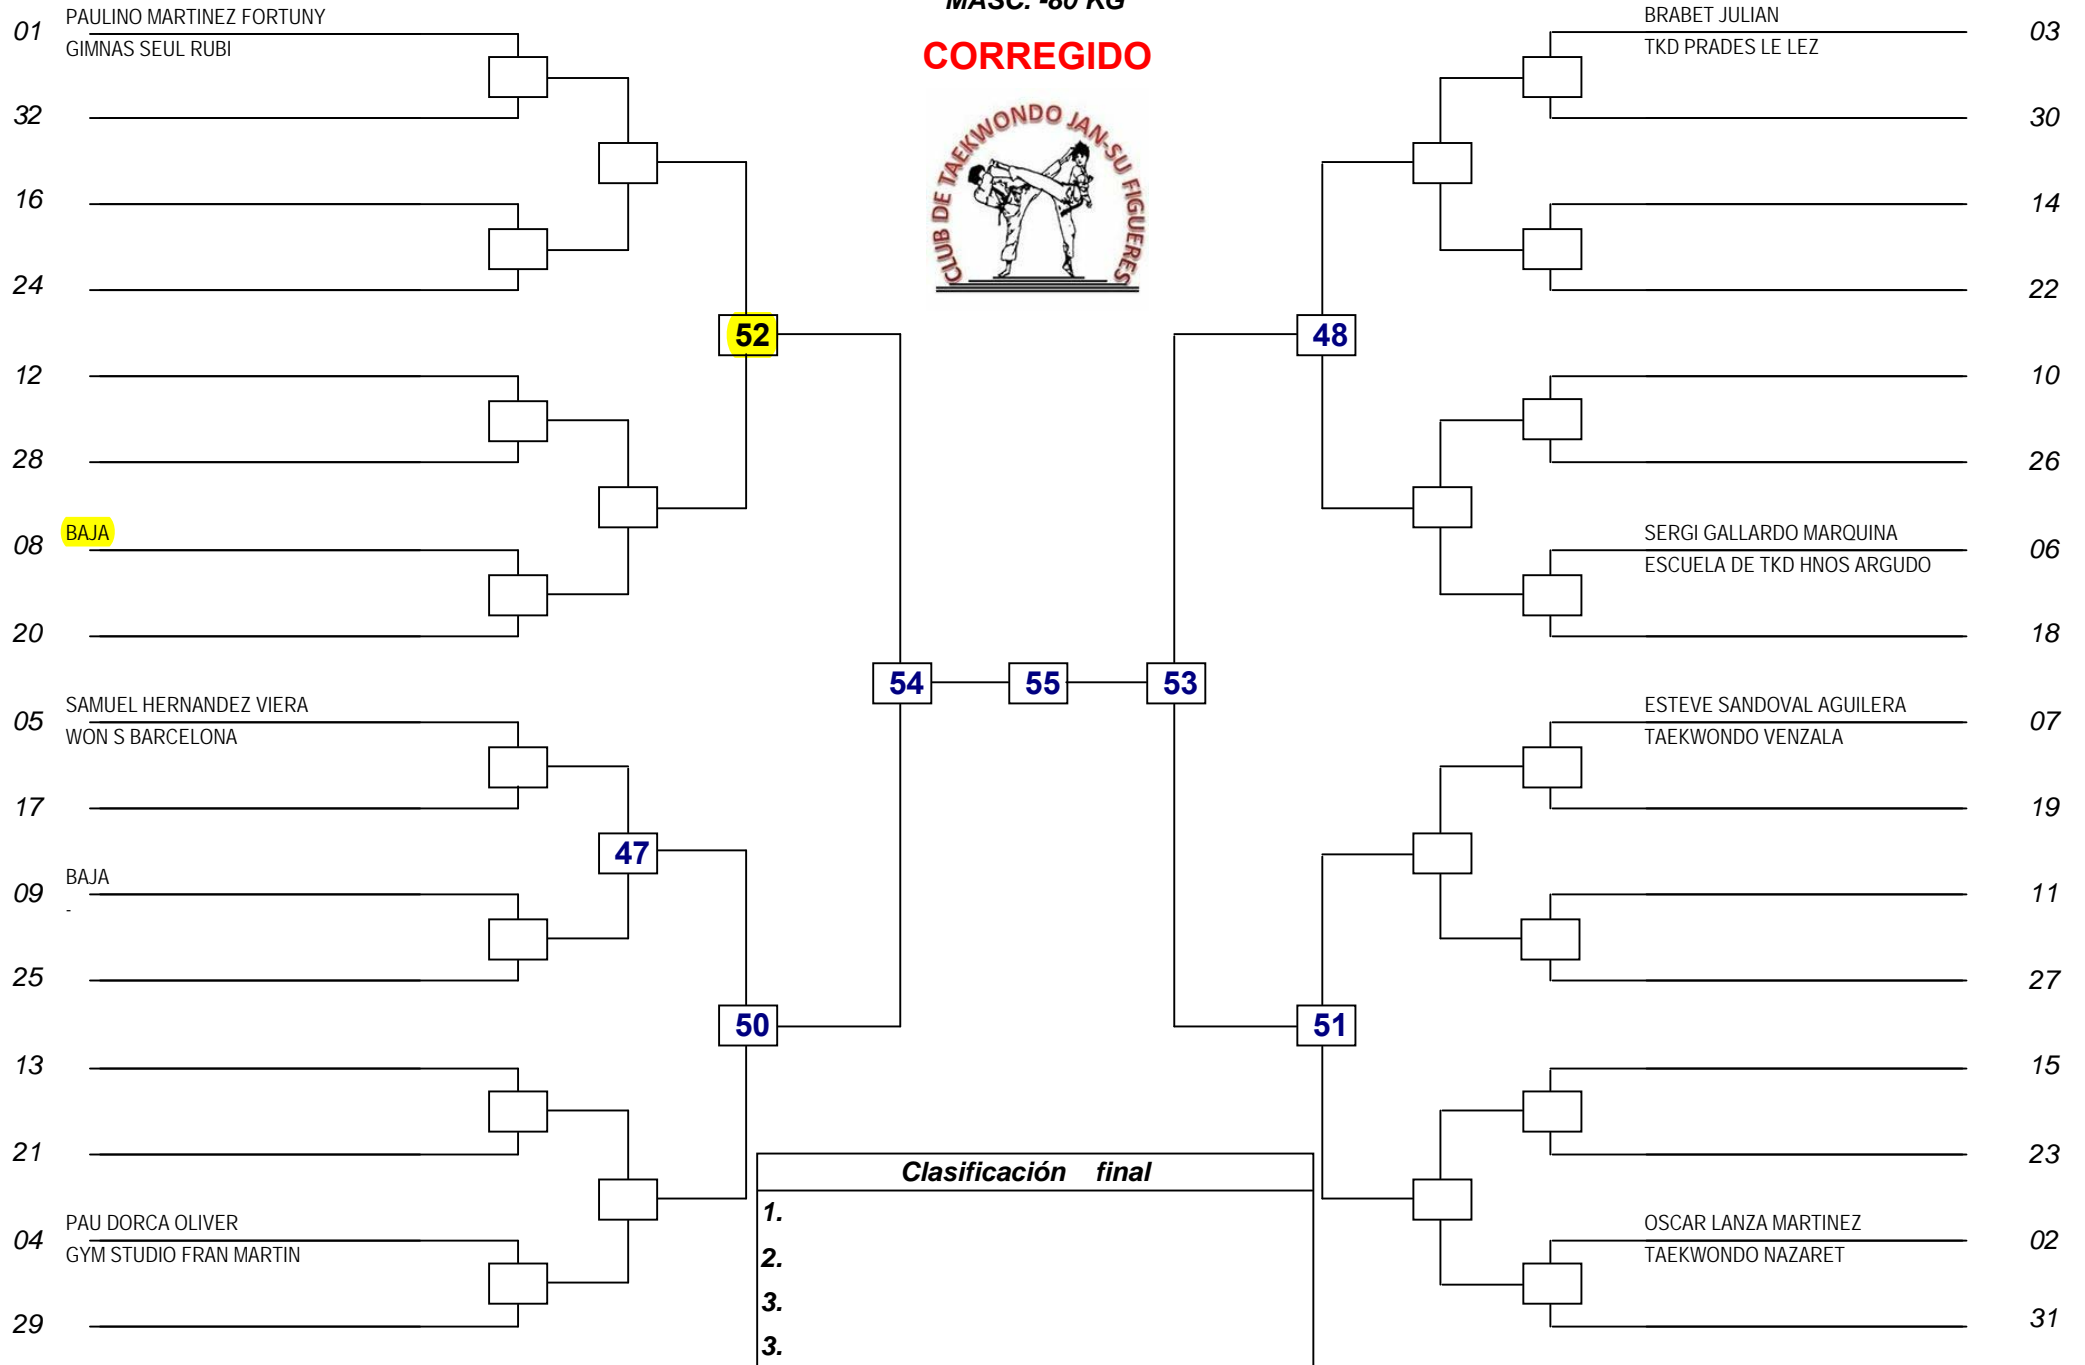 MASC. -80 KG
CORREGIDO
CLUB DE TAEKWONDO JAN-SU FIGUERES
01 PAULINO MARTINEZ FORTUNY
GIMNAS SEUL RUBI
32
16
24
12
28
08 BAJA
20
05 SAMUEL HERNANDEZ VIERA
WON S BARCELONA
17
09 BAJA
-
25
13
21
04 PAU DORCA OLIVER
GYM STUDIO FRAN MARTIN
29
52
47
50
54
55
53
48
51
BRABET JULIAN 03
TKD PRADES LE LEZ
30
14
22
10
26
SERGI GALLARDO MARQUINA 06
ESCUELA DE TKD HNOS ARGUDO
18
ESTEVE SANDOVAL AGUILERA 07
TAEKWONDO VENZALA
19
11
27
15
23
OSCAR LANZA MARTINEZ 02
TAEKWONDO NAZARET
31
Clasificación final
1.
2.
3.
3.